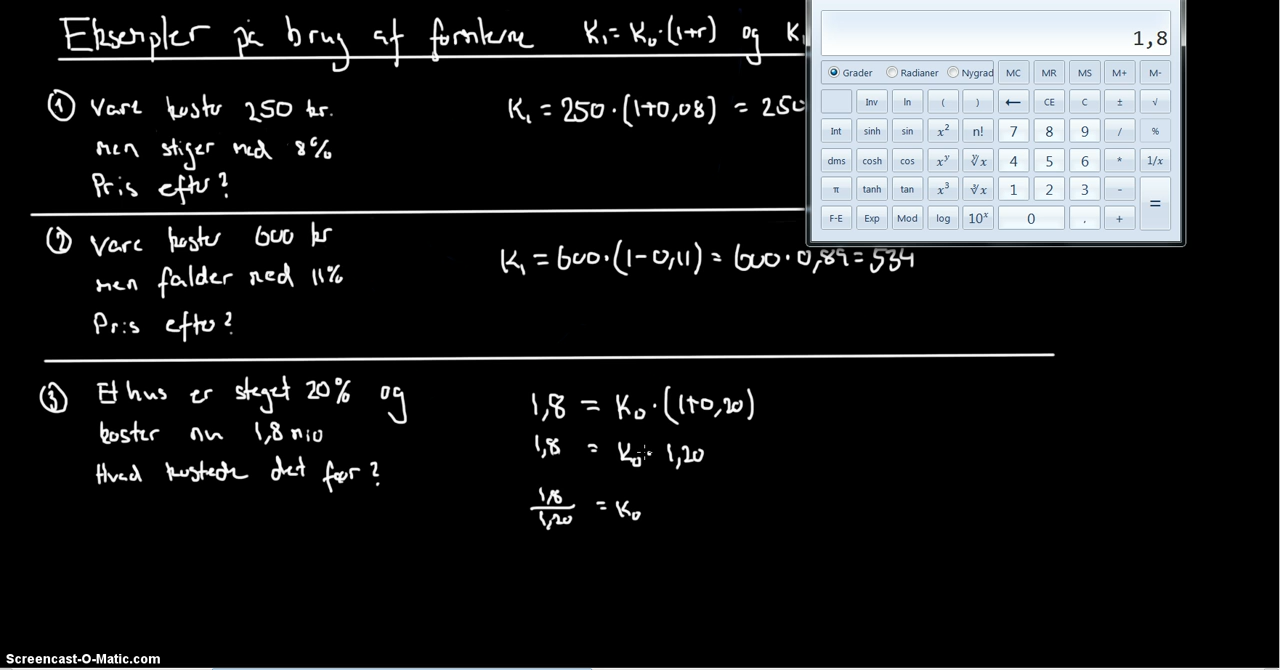 Eksempler på brug af formlerne K₁ = K₀·(1+r) og K₁
① Vare koster 250 kr.
men stiger med 8%
Pris efter?
K₁ = 250·(1+0,08) = 250
② Vare koster 600 kr
men falder med 11%
Pris efter?
K₁ = 600·(1-0,11) = 600·0,89 = 534
③ Et hus er steget 20% og
koster nu 1,8 mio
Hvad kostede det før?
1,8 = K₀·(1+0,20)
1,8 = K₀· 1,20
1,8/1,20 = K₀
1,8
Grader Radianer Nygrad MC MR MS M+ M-
Inv ln ( ) ← CE C ± √
Int sinh sin x² n! 7 8 9 / %
dms cosh cos xʸ ʸ√x 4 5 6 * 1/x
π tanh tan x³ ³√x 1 2 3 - =
F-E Exp Mod log 10ˣ 0 . +
Screencast-O-Matic.com